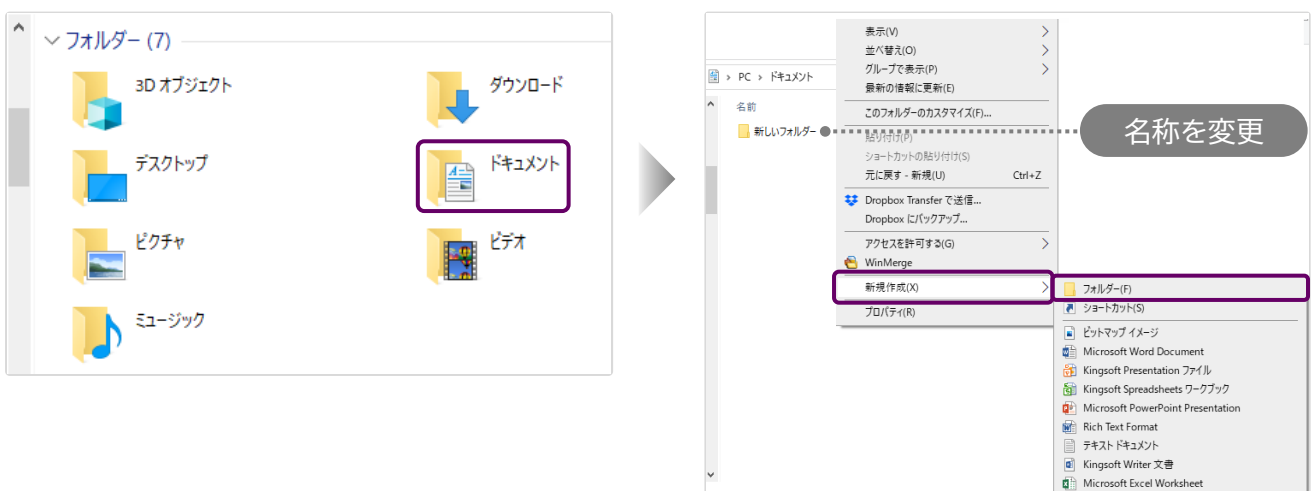 フォルダー (7)
3D オブジェクト
ダウンロード
デスクトップ
ドキュメント
ピクチャ
ビデオ
ミュージック
PC › ドキュメント
名前
新しいフォルダー
表示(V)
並べ替え(O)
グループで表示(P)
最新の情報に更新(E)
このフォルダーのカスタマイズ(F)...
貼り付け(P)
ショートカットの貼り付け(S)
元に戻す - 新規(U) Ctrl+Z
Dropbox Transfer で送信...
Dropbox にバックアップ...
アクセスを許可する(G)
WinMerge
新規作成(X)
プロパティ(R)
名称を変更
フォルダー(F)
ショートカット(S)
ビットマップ イメージ
Microsoft Word Document
Kingsoft Presentation ファイル
Kingsoft Spreadsheets ワークブック
Microsoft PowerPoint Presentation
Rich Text Format
テキスト ドキュメント
Kingsoft Writer 文書
Microsoft Excel Worksheet